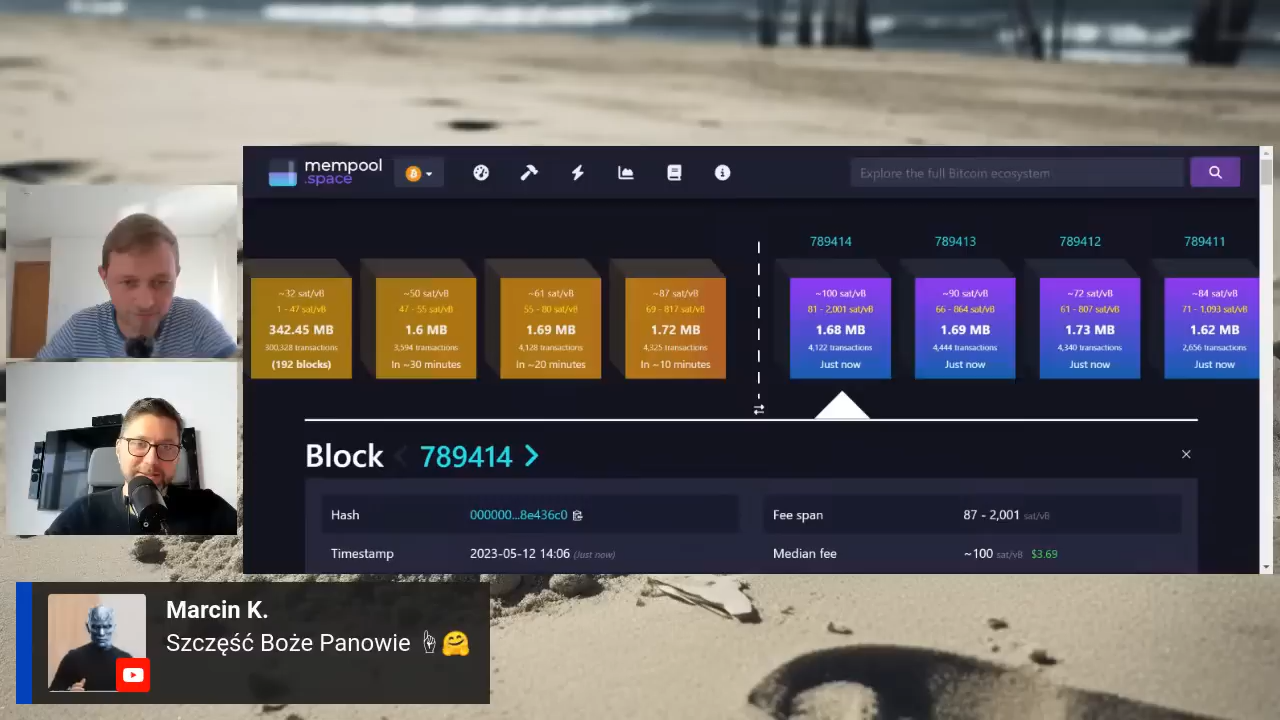 mempool
.space
Explore the full Bitcoin ecosystem
789414
789413
789412
789411
~32 sat/vB
1 - 47 sat/vB
342.45 MB
300,328 transactions
(192 blocks)
~50 sat/vB
47 - 55 sat/vB
1.6 MB
3,594 transactions
In ~30 minutes
~61 sat/vB
55 - 80 sat/vB
1.69 MB
4,128 transactions
In ~20 minutes
~87 sat/vB
69 - 817 sat/vB
1.72 MB
4,325 transactions
In ~10 minutes
~100 sat/vB
81 - 2,001 sat/vB
1.68 MB
4,122 transactions
Just now
~90 sat/vB
66 - 864 sat/vB
1.69 MB
4,444 transactions
Just now
~72 sat/vB
61 - 807 sat/vB
1.73 MB
4,340 transactions
Just now
~84 sat/vB
71 - 1,093 sat/vB
1.62 MB
2,656 transactions
Just now
Block 789414
Hash 000000...8e436c0
Fee span 87 - 2,001 sat/vB
Timestamp 2023-05-12 14:06 (Just now)
Median fee ~100 sat/vB $3.69
Marcin K.
Szczęść Boże Panowie ☝🤗